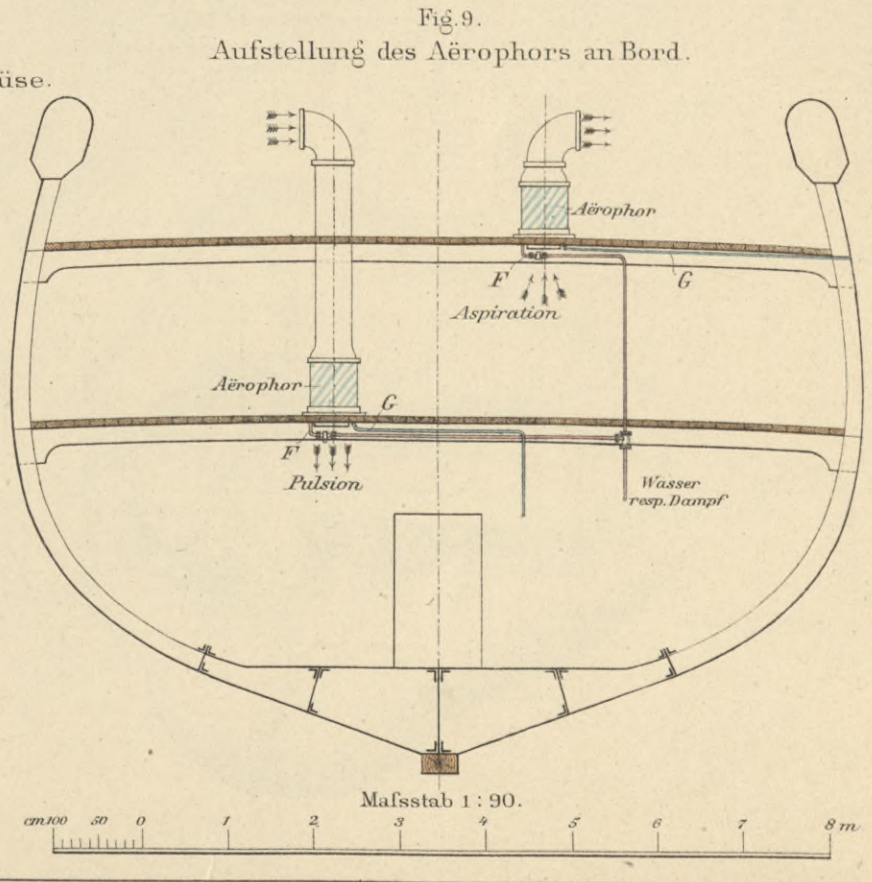 Fig. 9.
Aufstellung des Aërophors an Bord.
üse.
Aërophor
F
G
Aspiration
Aërophor
G
F
Pulsion
Wasser
resp. Dampf
Maſsstab 1 : 90.
cm 100 50 0 1 2 3 4 5 6 7 8 m